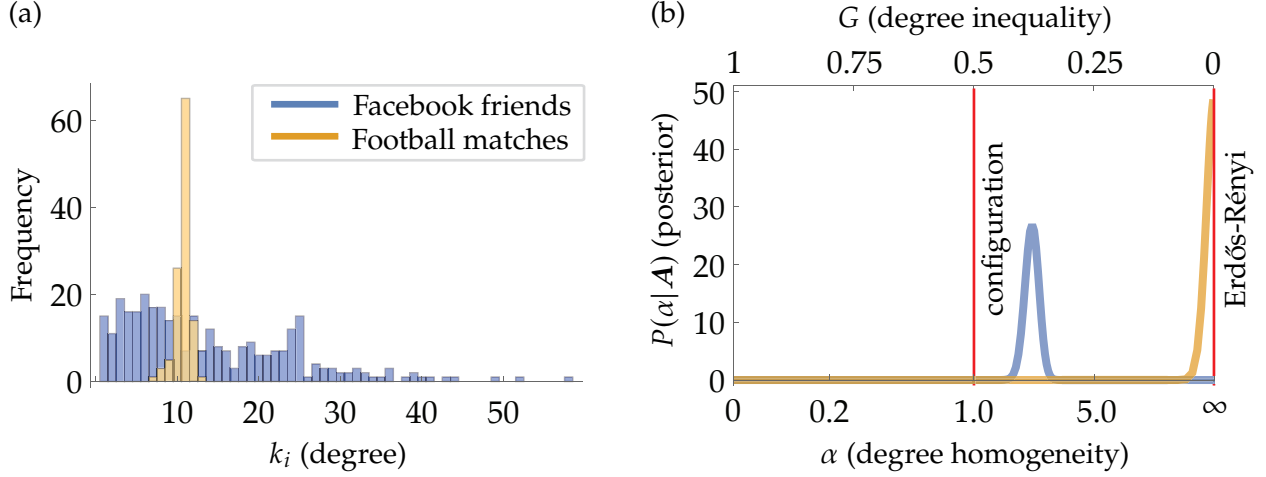 (a)
Frequency
60
40
20
0
Facebook friends
Football matches
10
20
30
40
50
k_i (degree)
(b)
G (degree inequality)
1
0.75
0.5
0.25
0
P(α|A) (posterior)
50
40
30
20
10
0
configuration
Erdős-Rényi
0
0.2
1.0
5.0
∞
α (degree homogeneity)